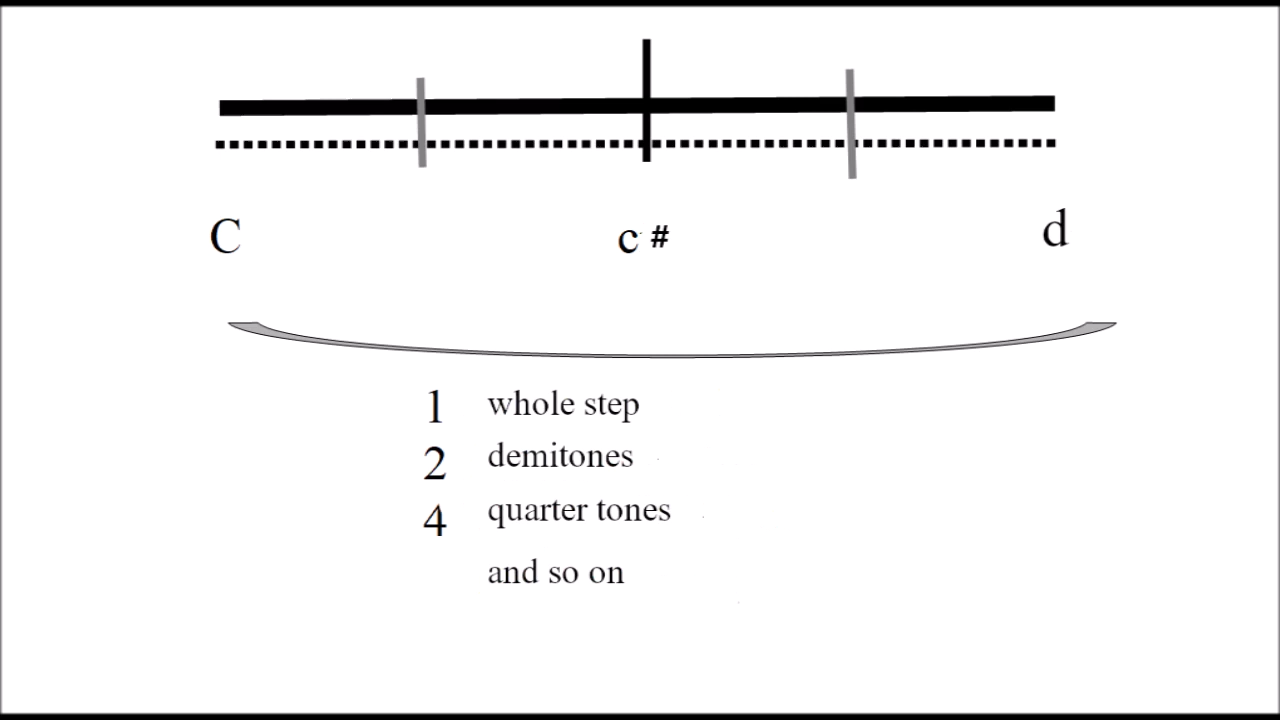 C c # d
1 whole step
2 demitones
4 quarter tones
and so on